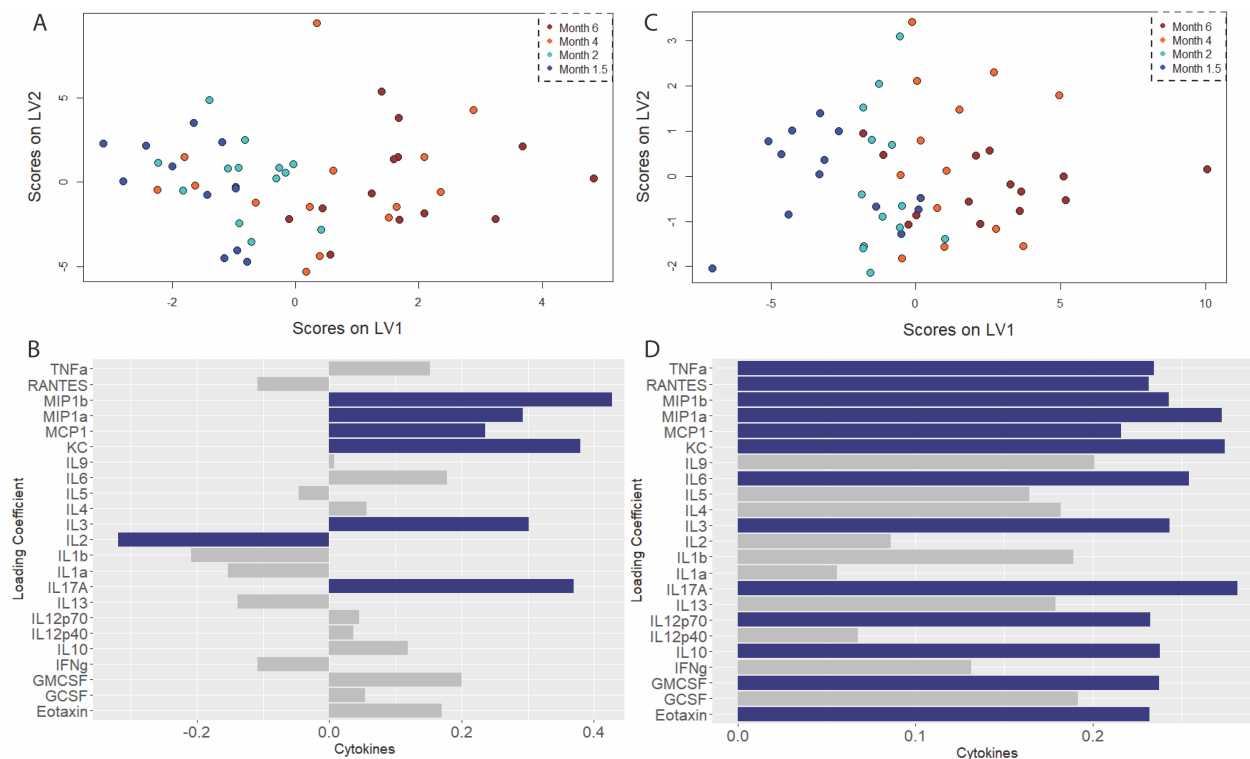 A
Month 6
Month 4
Month 2
Month 1.5
Scores on LV2
5
0
-5
-2
0
2
4
Scores on LV1
C
Month 6
Month 4
Month 2
Month 1.5
Scores on LV2
3
2
1
0
-1
-2
-5
0
5
10
Scores on LV1
B
Loading Coefficient
TNFa
RANTES
MIP1b
MIP1a
MCP1
KC
IL9
IL6
IL5
IL4
IL3
IL2
IL1b
IL1a
IL17A
IL13
IL12p70
IL12p40
IL10
IFNg
GMCSF
GCSF
Eotaxin
-0.2
0.0
0.2
0.4
Cytokines
D
Loading Coefficient
TNFa
RANTES
MIP1b
MIP1a
MCP1
KC
IL9
IL6
IL5
IL4
IL3
IL2
IL1b
IL1a
IL17A
IL13
IL12p70
IL12p40
IL10
IFNg
GMCSF
GCSF
Eotaxin
0.0
0.1
0.2
Cytokines